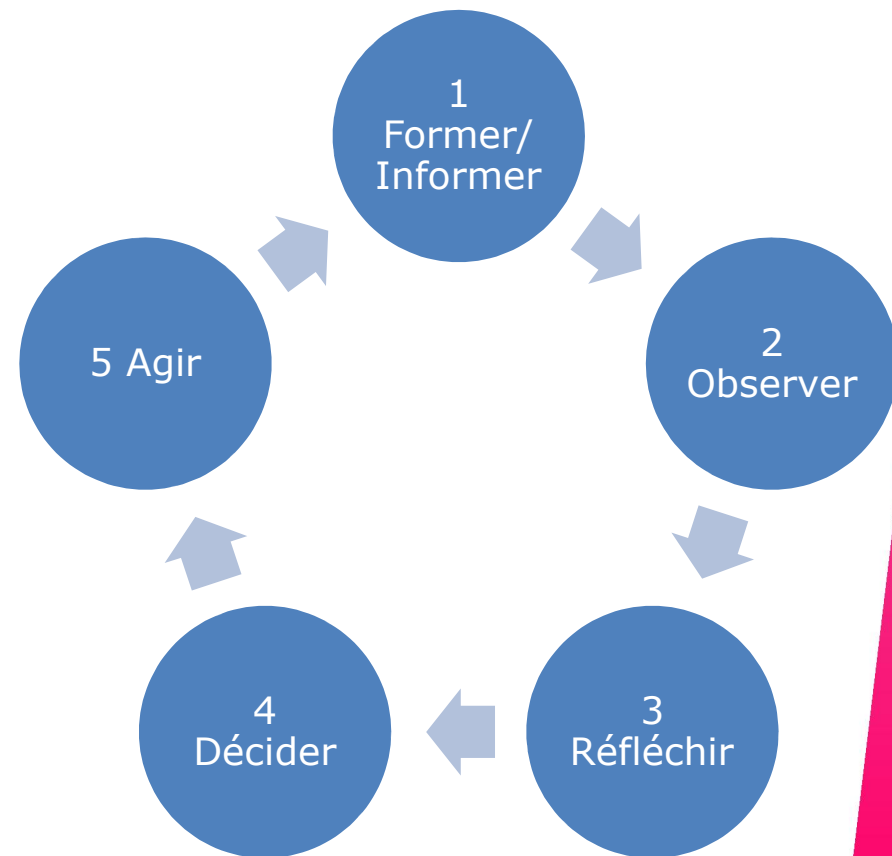 1
Former/
Informer
2
Observer
3
Réfléchir
4
Décider
5 Agir